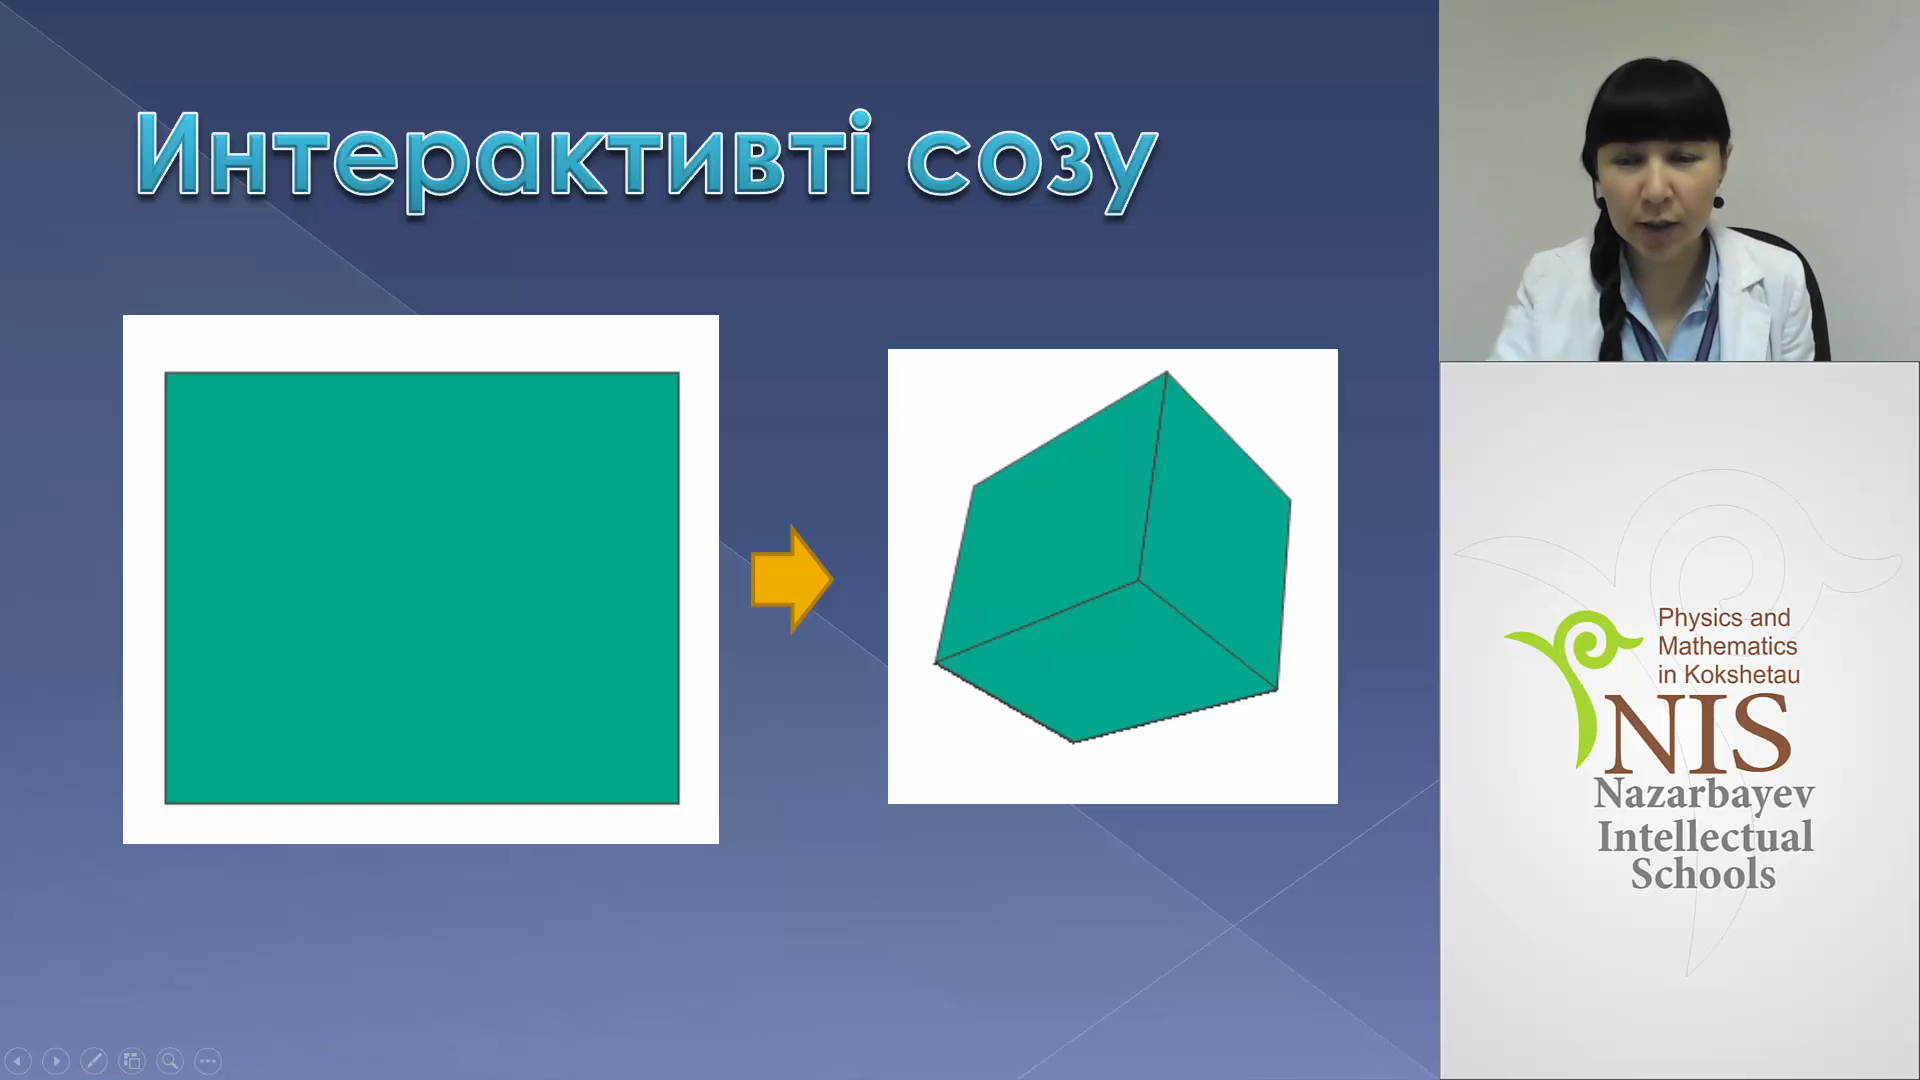 Интерактивті созу
Physics and
Mathematics
in Kokshetau
NIS
Nazarbayev
Intellectual
Schools